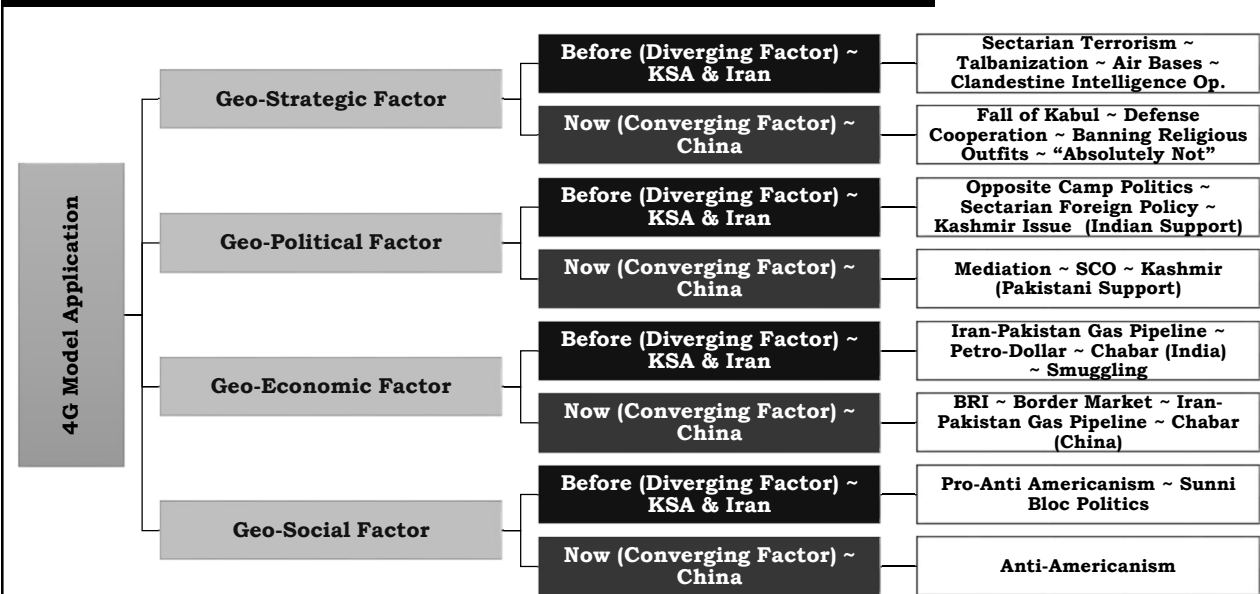 4G Model Application
Geo-Strategic Factor
Before (Diverging Factor) ~
KSA & Iran
Sectarian Terrorism ~
Talbanization ~ Air Bases ~
Clandestine Intelligence Op.
Now (Converging Factor) ~
China
Fall of Kabul ~ Defense
Cooperation ~ Banning Religious
Outfits ~ “Absolutely Not”
Geo-Political Factor
Before (Diverging Factor) ~
KSA & Iran
Opposite Camp Politics ~
Sectarian Foreign Policy ~
Kashmir Issue (Indian Support)
Now (Converging Factor) ~
China
Mediation ~ SCO ~ Kashmir
(Pakistani Support)
Geo-Economic Factor
Before (Diverging Factor) ~
KSA & Iran
Iran-Pakistan Gas Pipeline ~
Petro-Dollar ~ Chabar (India)
~ Smuggling
Now (Converging Factor) ~
China
BRI ~ Border Market ~ Iran-
Pakistan Gas Pipeline ~ Chabar
(China)
Geo-Social Factor
Before (Diverging Factor) ~
KSA & Iran
Pro-Anti Americanism ~ Sunni
Bloc Politics
Now (Converging Factor) ~
China
Anti-Americanism